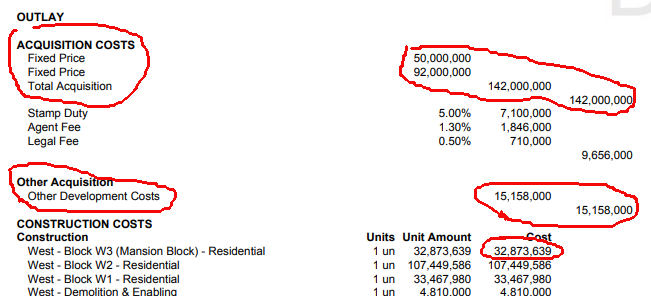 OUTLAY
ACQUISITION COSTS
Fixed Price 50,000,000
Fixed Price 92,000,000
Total Acquisition 142,000,000
142,000,000
Stamp Duty 5.00% 7,100,000
Agent Fee 1.30% 1,846,000
Legal Fee 0.50% 710,000
9,656,000
Other Acquisition
Other Development Costs 15,158,000
15,158,000
CONSTRUCTION COSTS
Construction Units Unit Amount Cost
West - Block W3 (Mansion Block) - Residential 1 un 32,873,639 32,873,639
West - Block W2 - Residential 1 un 107,449,586 107,449,586
West - Block W1 - Residential 1 un 33,467,980 33,467,980
West - Demolition & Enabling 1 un 4,810,000 4,810,000